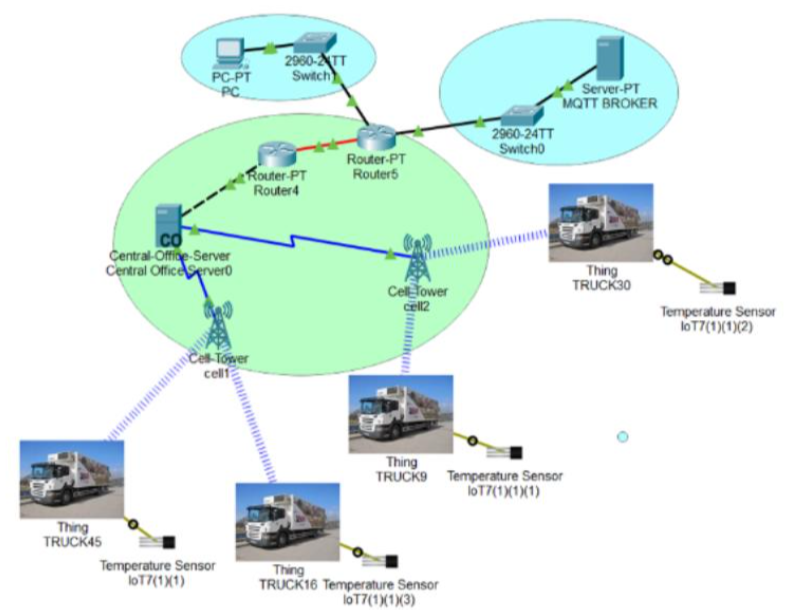 PC-PT
PC
2960-24TT
Switch1
Server-PT
MQTT BROKER
2960-24TT
Switch0
Router-PT
Router5
Router-PT
Router4
CO
Central-Office-Server
Central Office Server0
Cell-Tower
cell2
Cell-Tower
cell1
Thing
TRUCK30
Temperature Sensor
IoT7(1)(1)(2)
Thing
TRUCK9
Temperature Sensor
IoT7(1)(1)(1)
Thing
TRUCK45
Temperature Sensor
IoT7(1)(1)
Thing
TRUCK16
Temperature Sensor
IoT7(1)(1)(3)